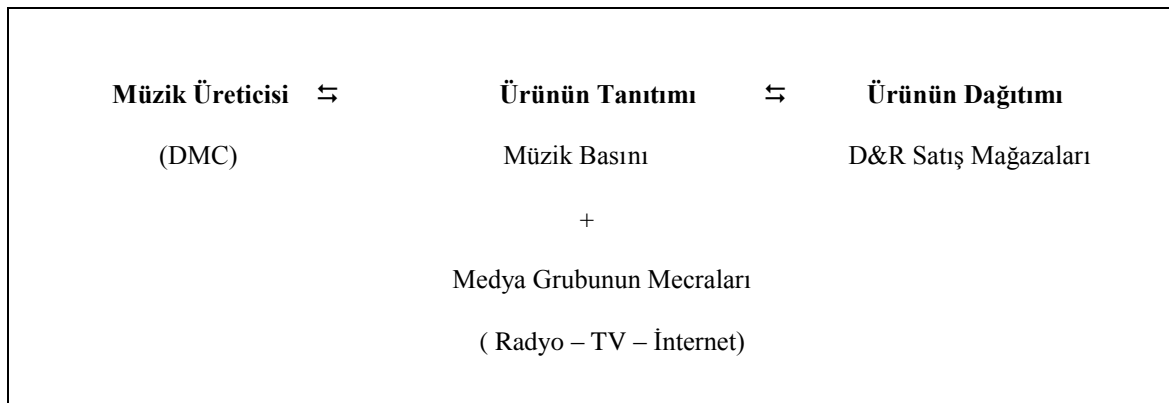 Müzik Üreticisi ⇆ Ürünün Tanıtımı ⇆ Ürünün Dağıtımı
(DMC) Müzik Basını D&R Satış Mağazaları
+
Medya Grubunun Mecraları
( Radyo – TV – İnternet)